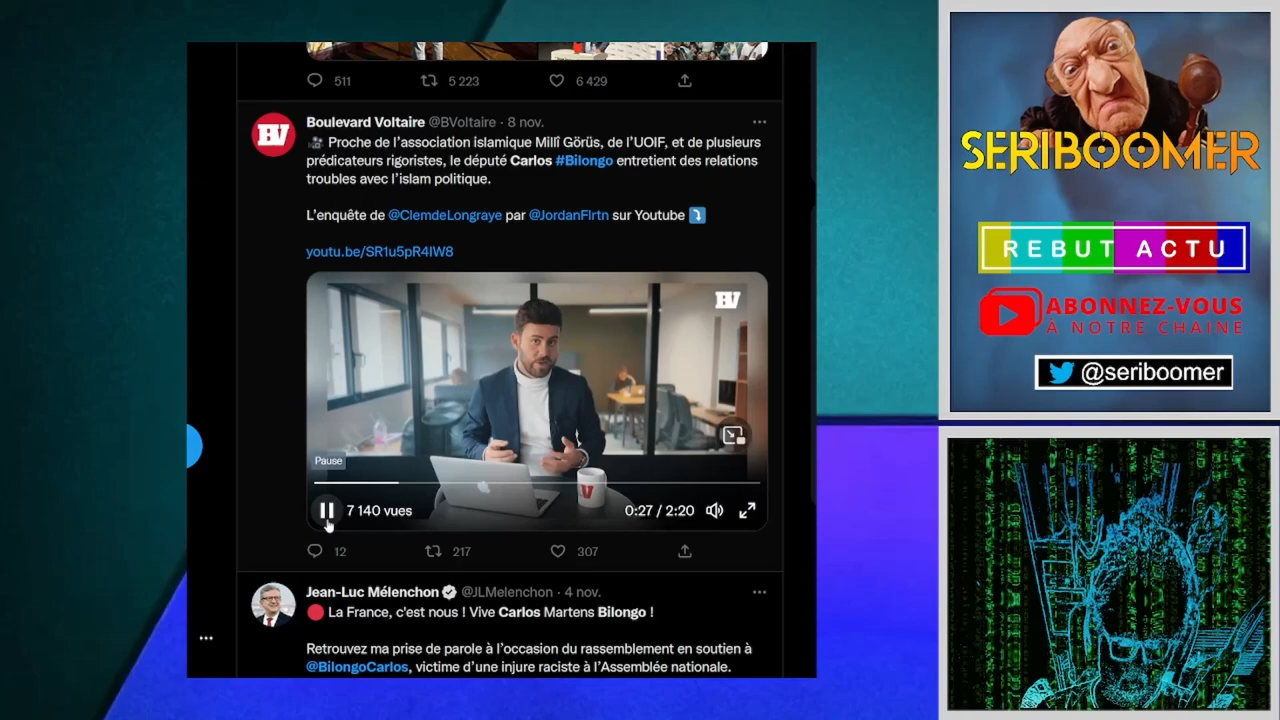 511 5 223 6 429
Boulevard Voltaire @BVoltaire · 8 nov.
Proche de l'association islamique Millî Görüs, de l'UOIF, et de plusieurs
prédicateurs rigoristes, le député Carlos #Bilongo entretient des relations
troubles avec l'islam politique.
L'enquête de @ClemdeLongraye par @JordanFlrtn sur Youtube
youtu.be/SR1u5pR4IW8
BV
Pause
7 140 vues 0:27 / 2:20
12 217 307
Jean-Luc Mélenchon @JLMelenchon · 4 nov.
La France, c'est nous ! Vive Carlos Martens Bilongo !
Retrouvez ma prise de parole à l'occasion du rassemblement en soutien à
@BilongoCarlos, victime d'une injure raciste à l'Assemblée nationale.
SERIBOOMER
REBUT ACTU
ABONNEZ-VOUS
À NOTRE CHAINE
@seriboomer